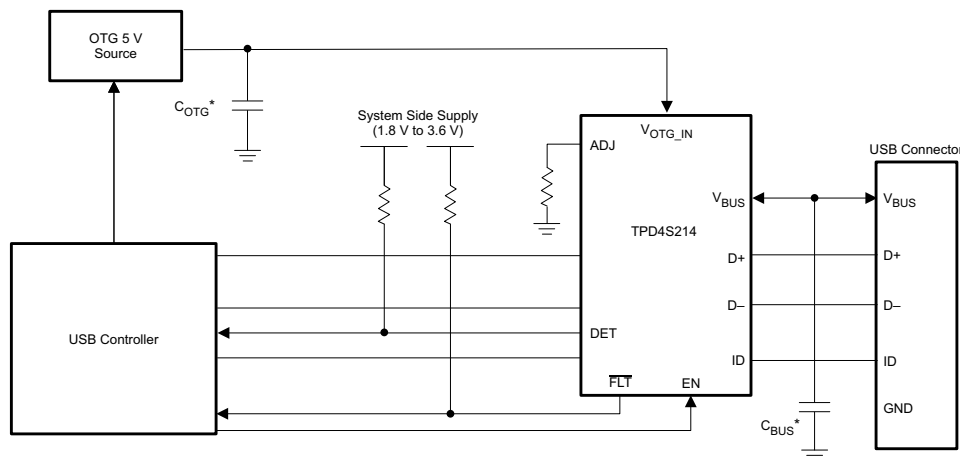 OTG 5 V
Source
C_OTG*
System Side Supply
(1.8 V to 3.6 V)
V_OTG_IN
ADJ
USB Connector
V_BUS
V_BUS
TPD4S214
D+
D+
D–
D–
USB Controller
DET
ID
ID
FLT
EN
GND
C_BUS*